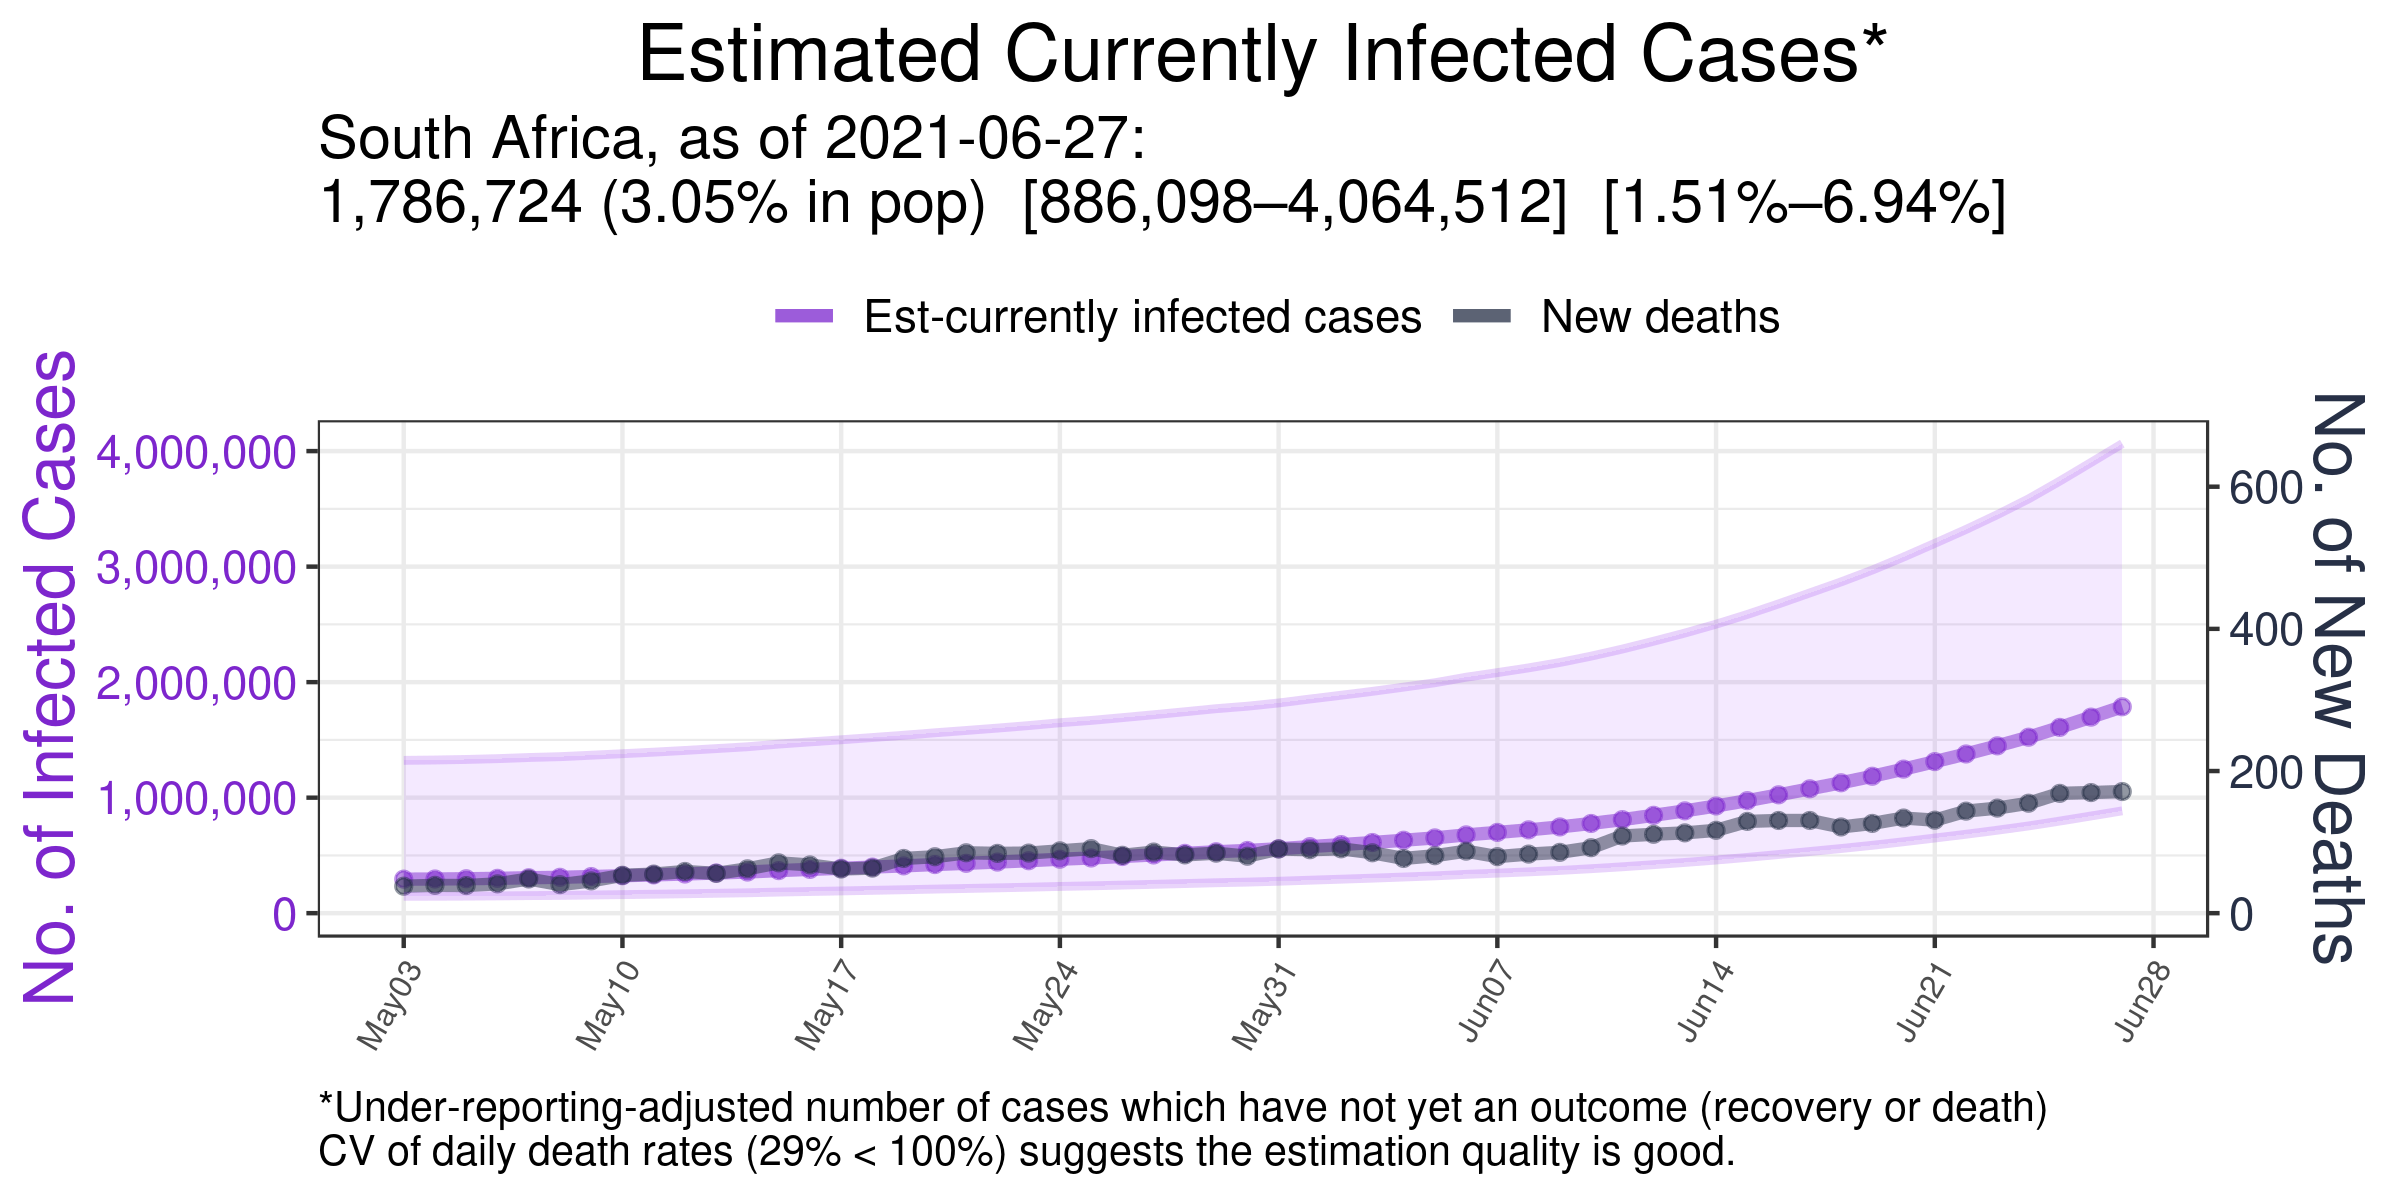 Estimated Currently Infected Cases*
South Africa, as of 2021-06-27:
1,786,724 (3.05% in pop)  [886,098–4,064,512]  [1.51%–6.94%]
Est-currently infected cases
New deaths
No. of Infected Cases
4,000,000
3,000,000
2,000,000
1,000,000
0
600
400
200
0
No. of New Deaths
May03
May10
May17
May24
May31
Jun07
Jun14
Jun21
Jun28
*Under-reporting-adjusted number of cases which have not yet an outcome (recovery or death)
CV of daily death rates (29% < 100%) suggests the estimation quality is good.